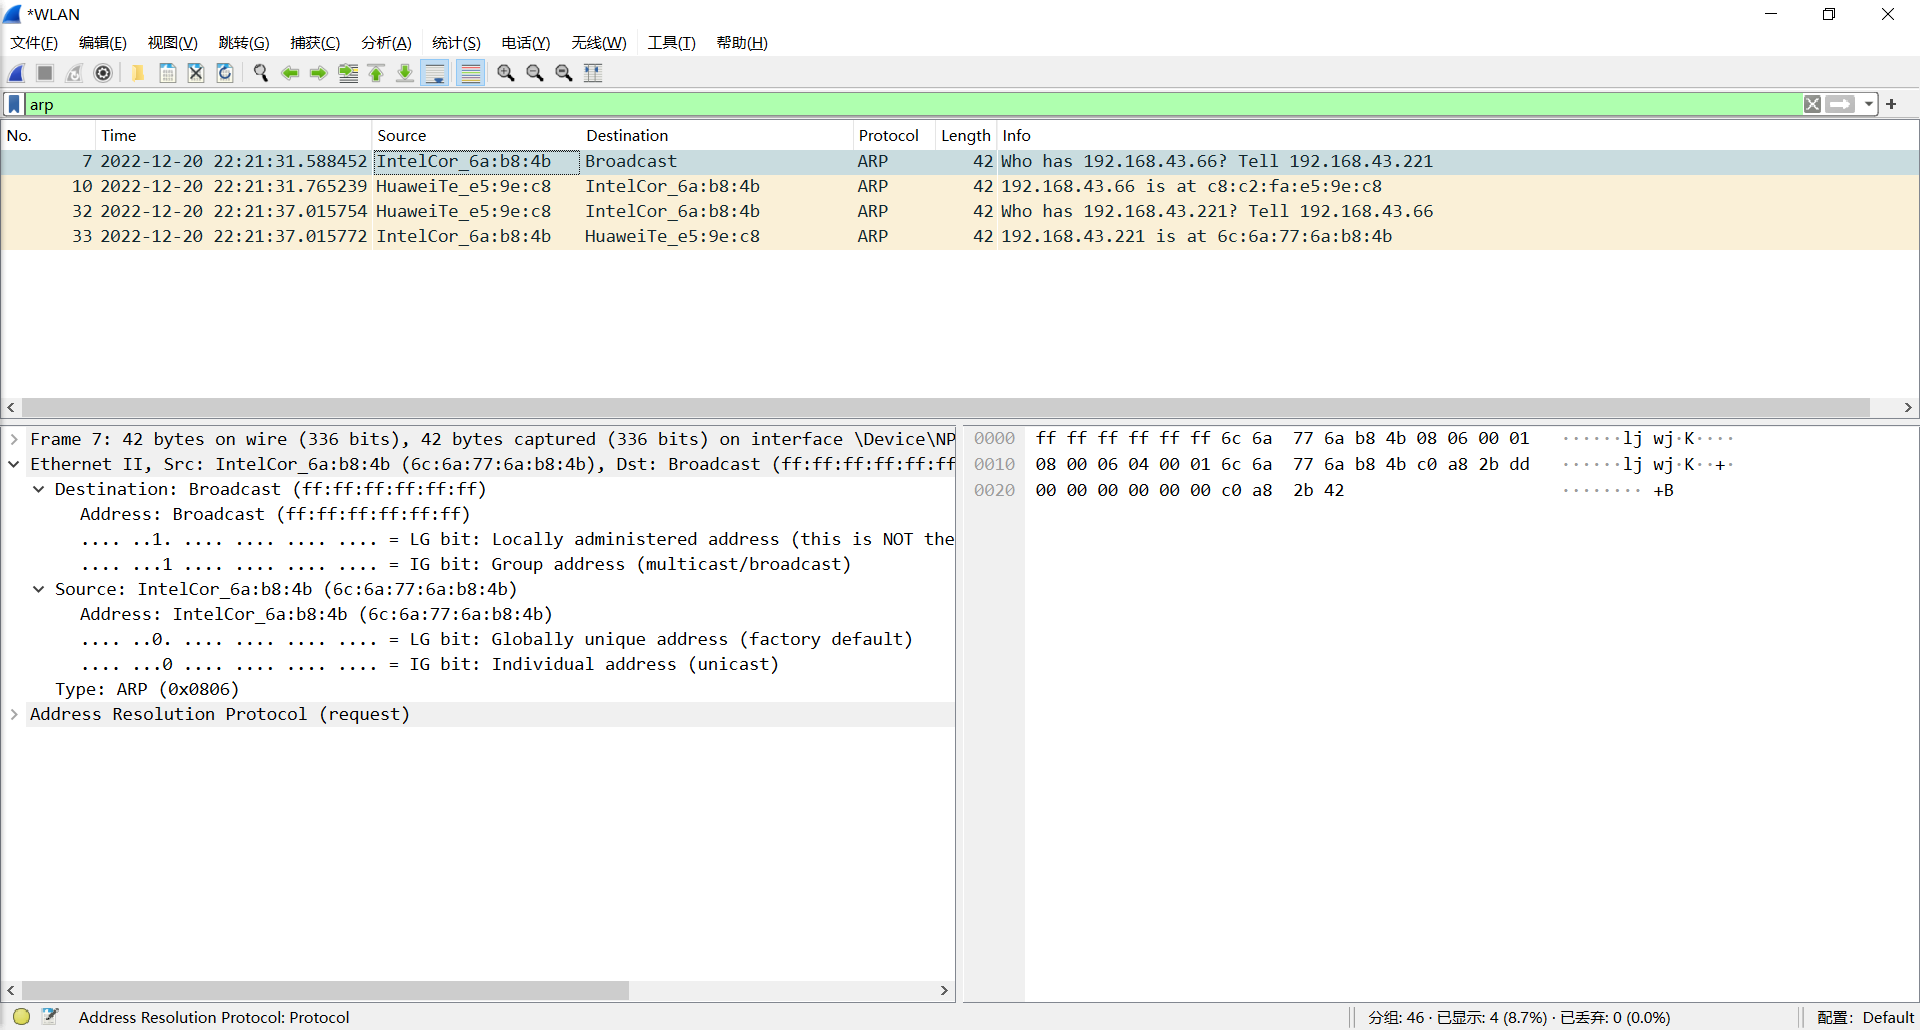 *WLAN
文件(F) 编辑(E) 视图(V) 跳转(G) 捕获(C) 分析(A) 统计(S) 电话(Y) 无线(W) 工具(T) 帮助(H)
arp
No. Time Source Destination Protocol Length Info
7 2022-12-20 22:21:31.588452 IntelCor_6a:b8:4b Broadcast ARP 42 Who has 192.168.43.66? Tell 192.168.43.221
10 2022-12-20 22:21:31.765239 HuaweiTe_e5:9e:c8 IntelCor_6a:b8:4b ARP 42 192.168.43.66 is at c8:c2:fa:e5:9e:c8
32 2022-12-20 22:21:37.015754 HuaweiTe_e5:9e:c8 IntelCor_6a:b8:4b ARP 42 Who has 192.168.43.221? Tell 192.168.43.66
33 2022-12-20 22:21:37.015772 IntelCor_6a:b8:4b HuaweiTe_e5:9e:c8 ARP 42 192.168.43.221 is at 6c:6a:77:6a:b8:4b
Frame 7: 42 bytes on wire (336 bits), 42 bytes captured (336 bits) on interface \Device\NP
Ethernet II, Src: IntelCor_6a:b8:4b (6c:6a:77:6a:b8:4b), Dst: Broadcast (ff:ff:ff:ff:ff:ff
Destination: Broadcast (ff:ff:ff:ff:ff:ff)
Address: Broadcast (ff:ff:ff:ff:ff:ff)
.... ..1. .... .... .... .... = LG bit: Locally administered address (this is NOT the
.... ...1 .... .... .... .... = IG bit: Group address (multicast/broadcast)
Source: IntelCor_6a:b8:4b (6c:6a:77:6a:b8:4b)
Address: IntelCor_6a:b8:4b (6c:6a:77:6a:b8:4b)
.... ..0. .... .... .... .... = LG bit: Globally unique address (factory default)
.... ...0 .... .... .... .... = IG bit: Individual address (unicast)
Type: ARP (0x0806)
Address Resolution Protocol (request)
0000 ff ff ff ff ff ff 6c 6a 77 6a b8 4b 08 06 00 01 ······lj wj·K····
0010 08 00 06 04 00 01 6c 6a 77 6a b8 4b c0 a8 2b dd ······lj wj·K··+·
0020 00 00 00 00 00 00 c0 a8 2b 42 ········ +B
Address Resolution Protocol: Protocol
分组: 46 · 已显示: 4 (8.7%) · 已丢弃: 0 (0.0%)
配置: Default